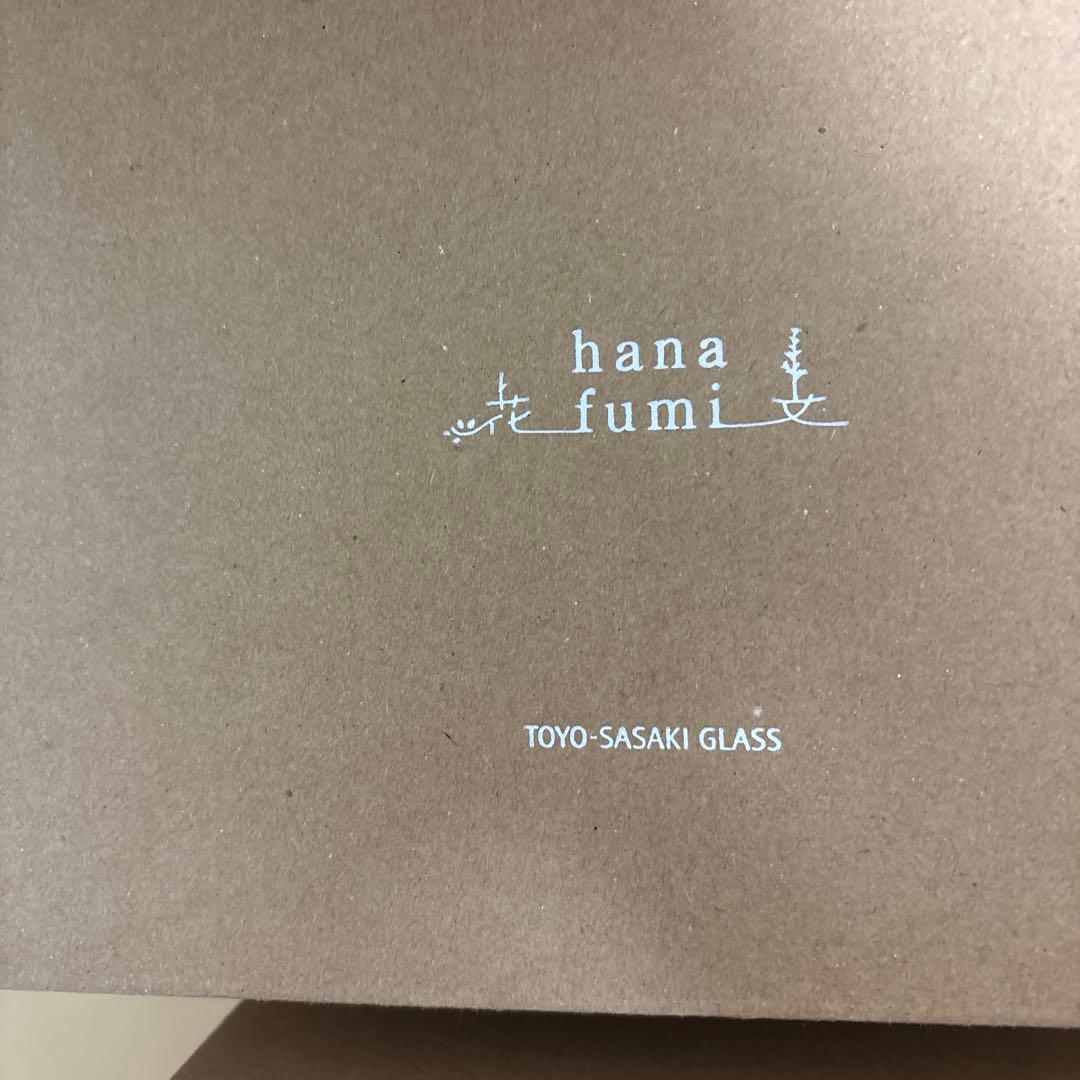 hana
花 fumi 文
TOYO-SASAKI GLASS